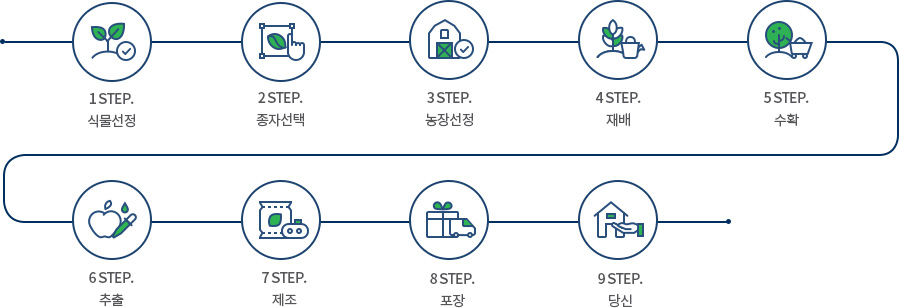 1 STEP.
식물선정
2 STEP.
종자선택
3 STEP.
농장선정
4 STEP.
재배
5 STEP.
수확
6 STEP.
추출
7 STEP.
제조
8 STEP.
포장
9 STEP.
당신